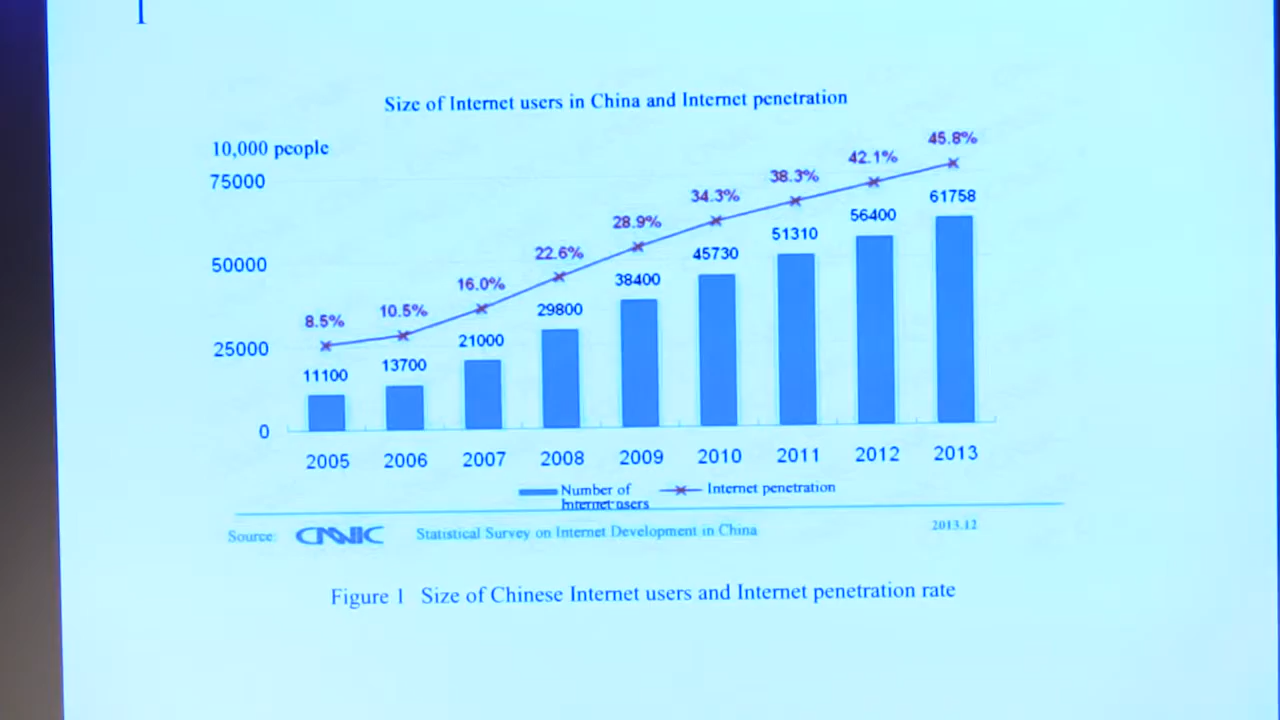 Size of Internet users in China and Internet penetration
10,000 people
75000
50000
25000
0
8.5% 10.5% 16.0% 22.6% 28.9% 34.3% 38.3% 42.1% 45.8%
11100 13700 21000 29800 38400 45730 51310 56400 61758
2005 2006 2007 2008 2009 2010 2011 2012 2013
Number of Internet penetration
Internet users
Source: CNNIC Statistical Survey on Internet Development in China 2013.12
Figure 1 Size of Chinese Internet users and Internet penetration rate